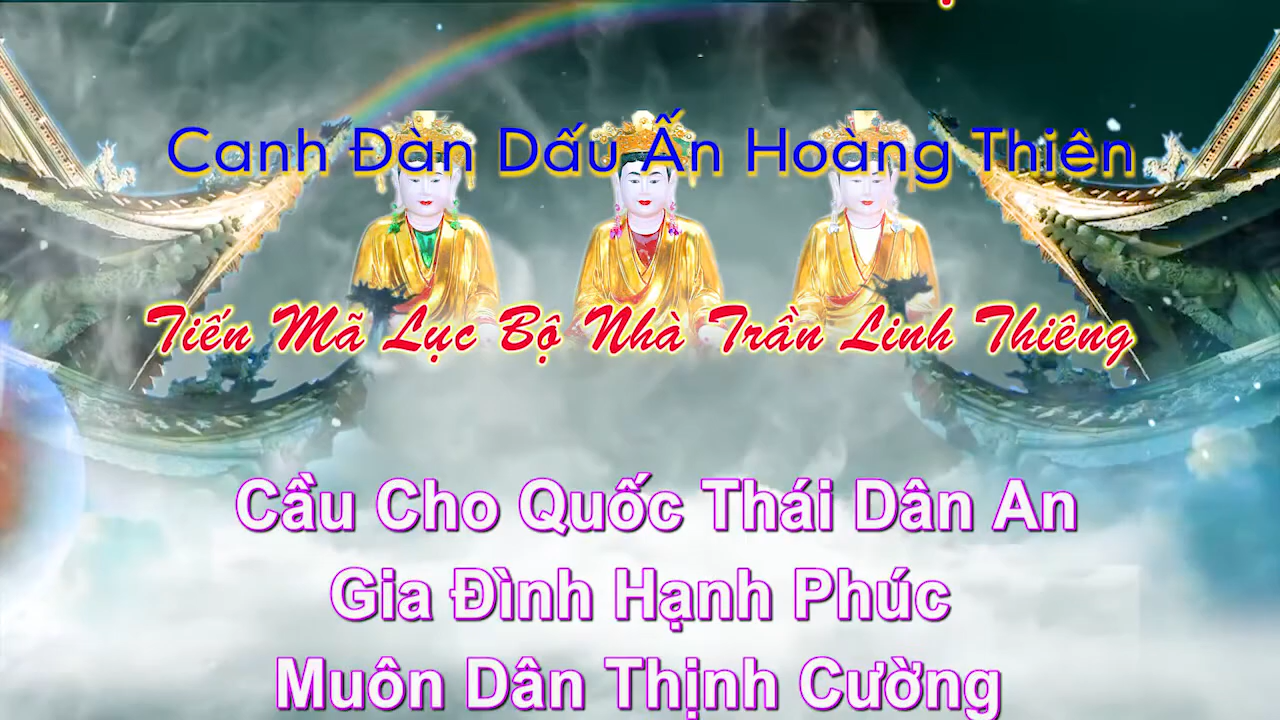 Canh Đàn Dấu Ấn Hoàng Thiên
Tiến Mã Lục Bộ Nhà Trần Linh Thiêng
Cầu Cho Quốc Thái Dân An
Gia Đình Hạnh Phúc
Muôn Dân Thịnh Cường